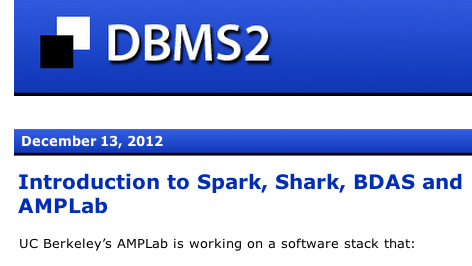 DBMS2
December 13, 2012
Introduction to Spark, Shark, BDAS and
AMPLab
UC Berkeley’s AMPLab is working on a software stack that: